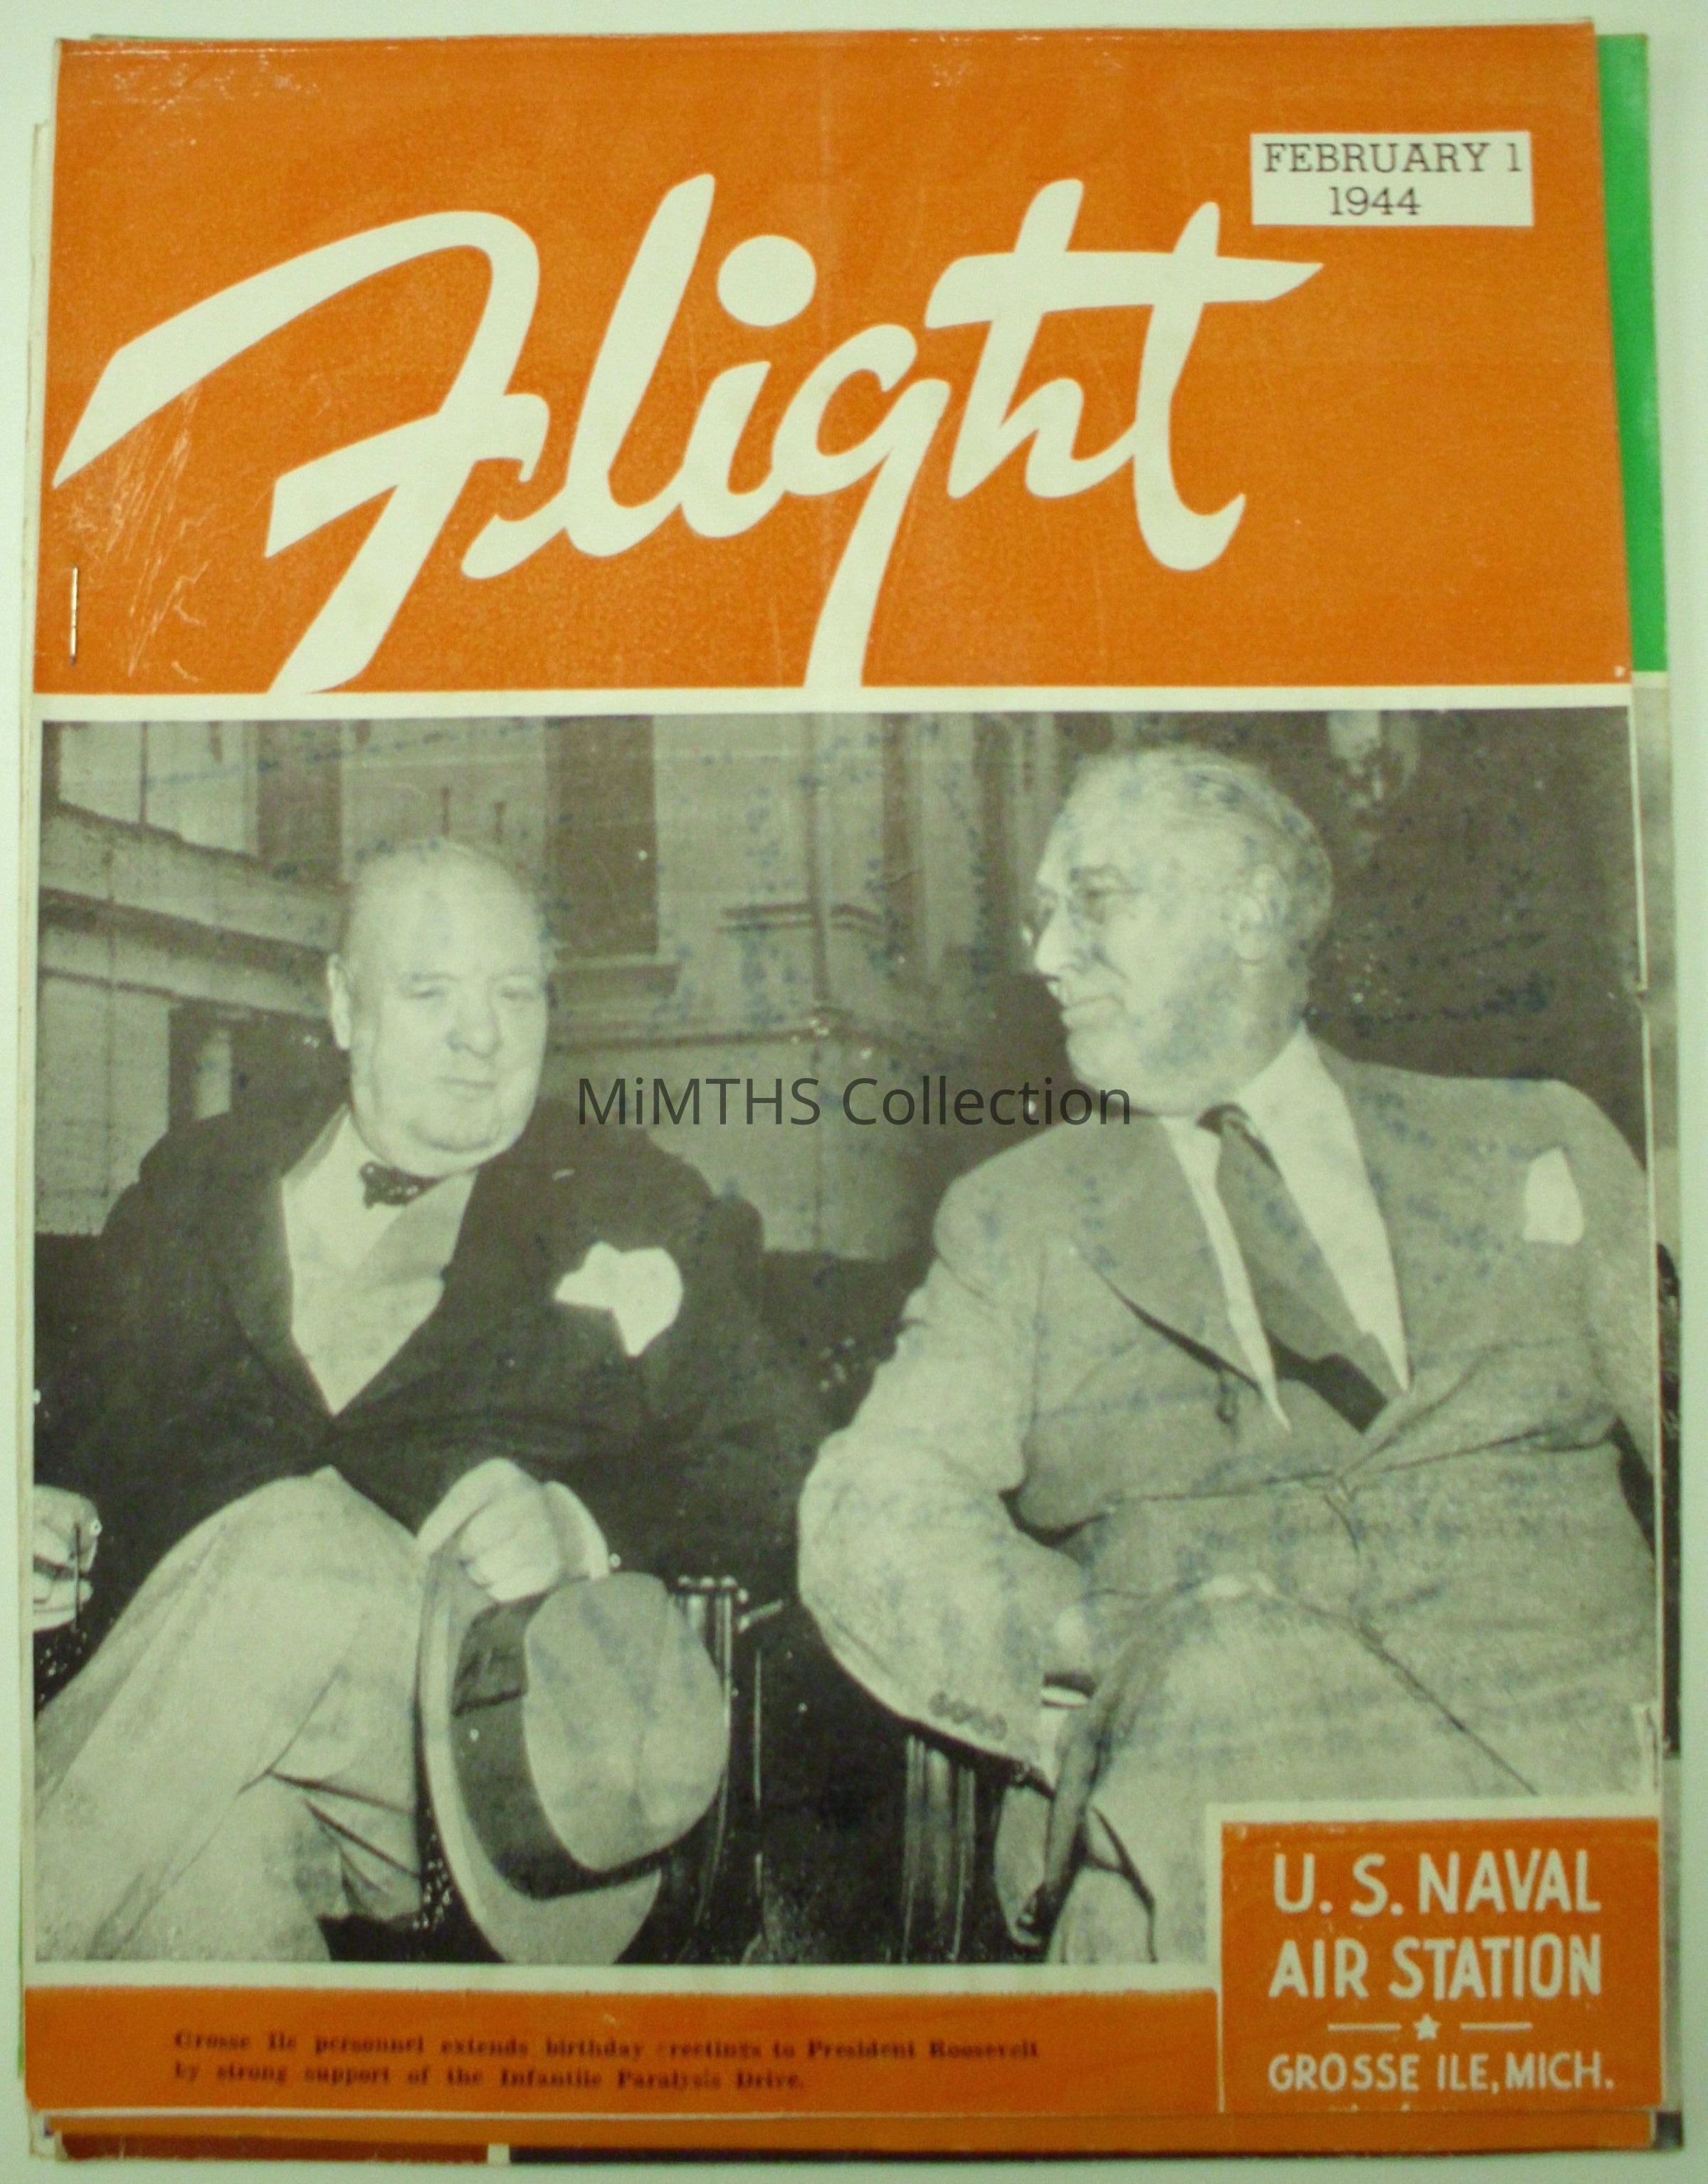 FEBRUARY 1
1944
Flight
MiMTHS Collection
U. S. NAVAL
AIR STATION
GROSSE ILE, MICH.
Grosse Ile personnel extends birthday reetings to President Roosevelt
by strong support of the Infantile Paralysis Drive.